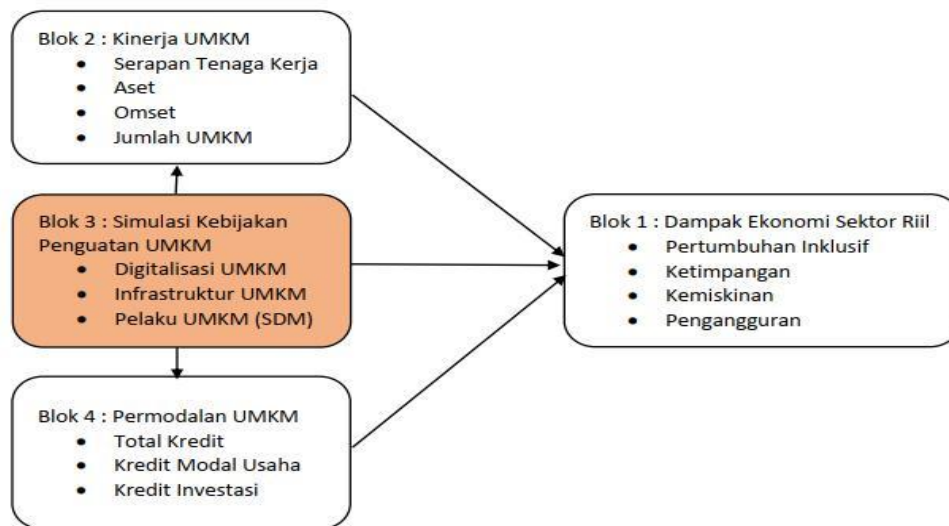 Blok 2 : Kinerja UMKM
• Serapan Tenaga Kerja
• Aset
• Omset
• Jumlah UMKM
Blok 3 : Simulasi Kebijakan
Penguatan UMKM
• Digitalisasi UMKM
• Infrastruktur UMKM
• Pelaku UMKM (SDM)
Blok 4 : Permodalan UMKM
• Total Kredit
• Kredit Modal Usaha
• Kredit Investasi
Blok 1 : Dampak Ekonomi Sektor Riil
• Pertumbuhan Inklusif
• Ketimpangan
• Kemiskinan
• Pengangguran